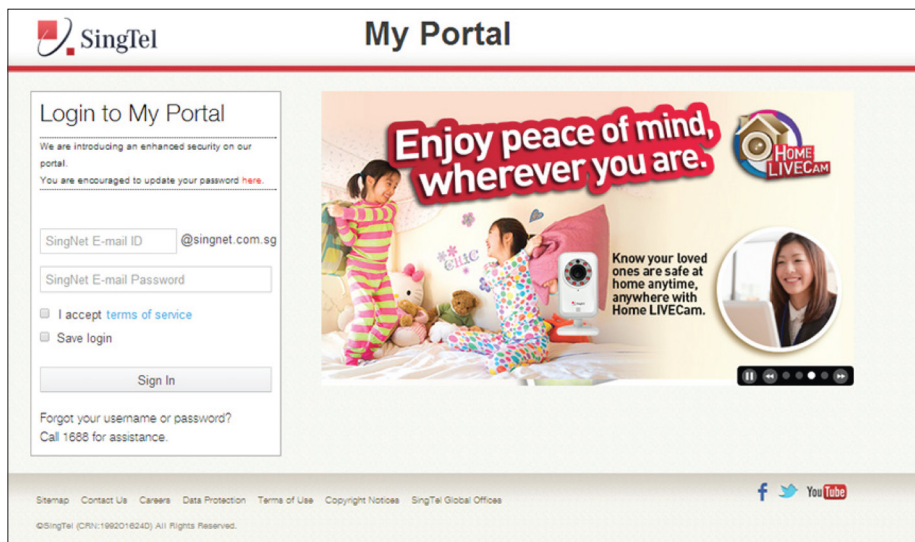 SingTel
My Portal
Login to My Portal
We are introducing an enhanced security on our
portal.
You are encouraged to update your password here.
SingNet E-mail ID
@singnet.com.sg
SingNet E-mail Password
I accept terms of service
Save login
Sign In
Forgot your username or password?
Call 1688 for assistance.
Enjoy peace of mind,
wherever you are.
HOME
LIVECAM
CHIC
Know your loved
ones are safe at
home anytime,
anywhere with
Home LIVECam.
Sitemap Contact Us Careers Data Protection Terms of Use Copyright Notices SingTel Global Offices
f You Tube
©SingTel (CRN:199201624D) All Rights Reserved.